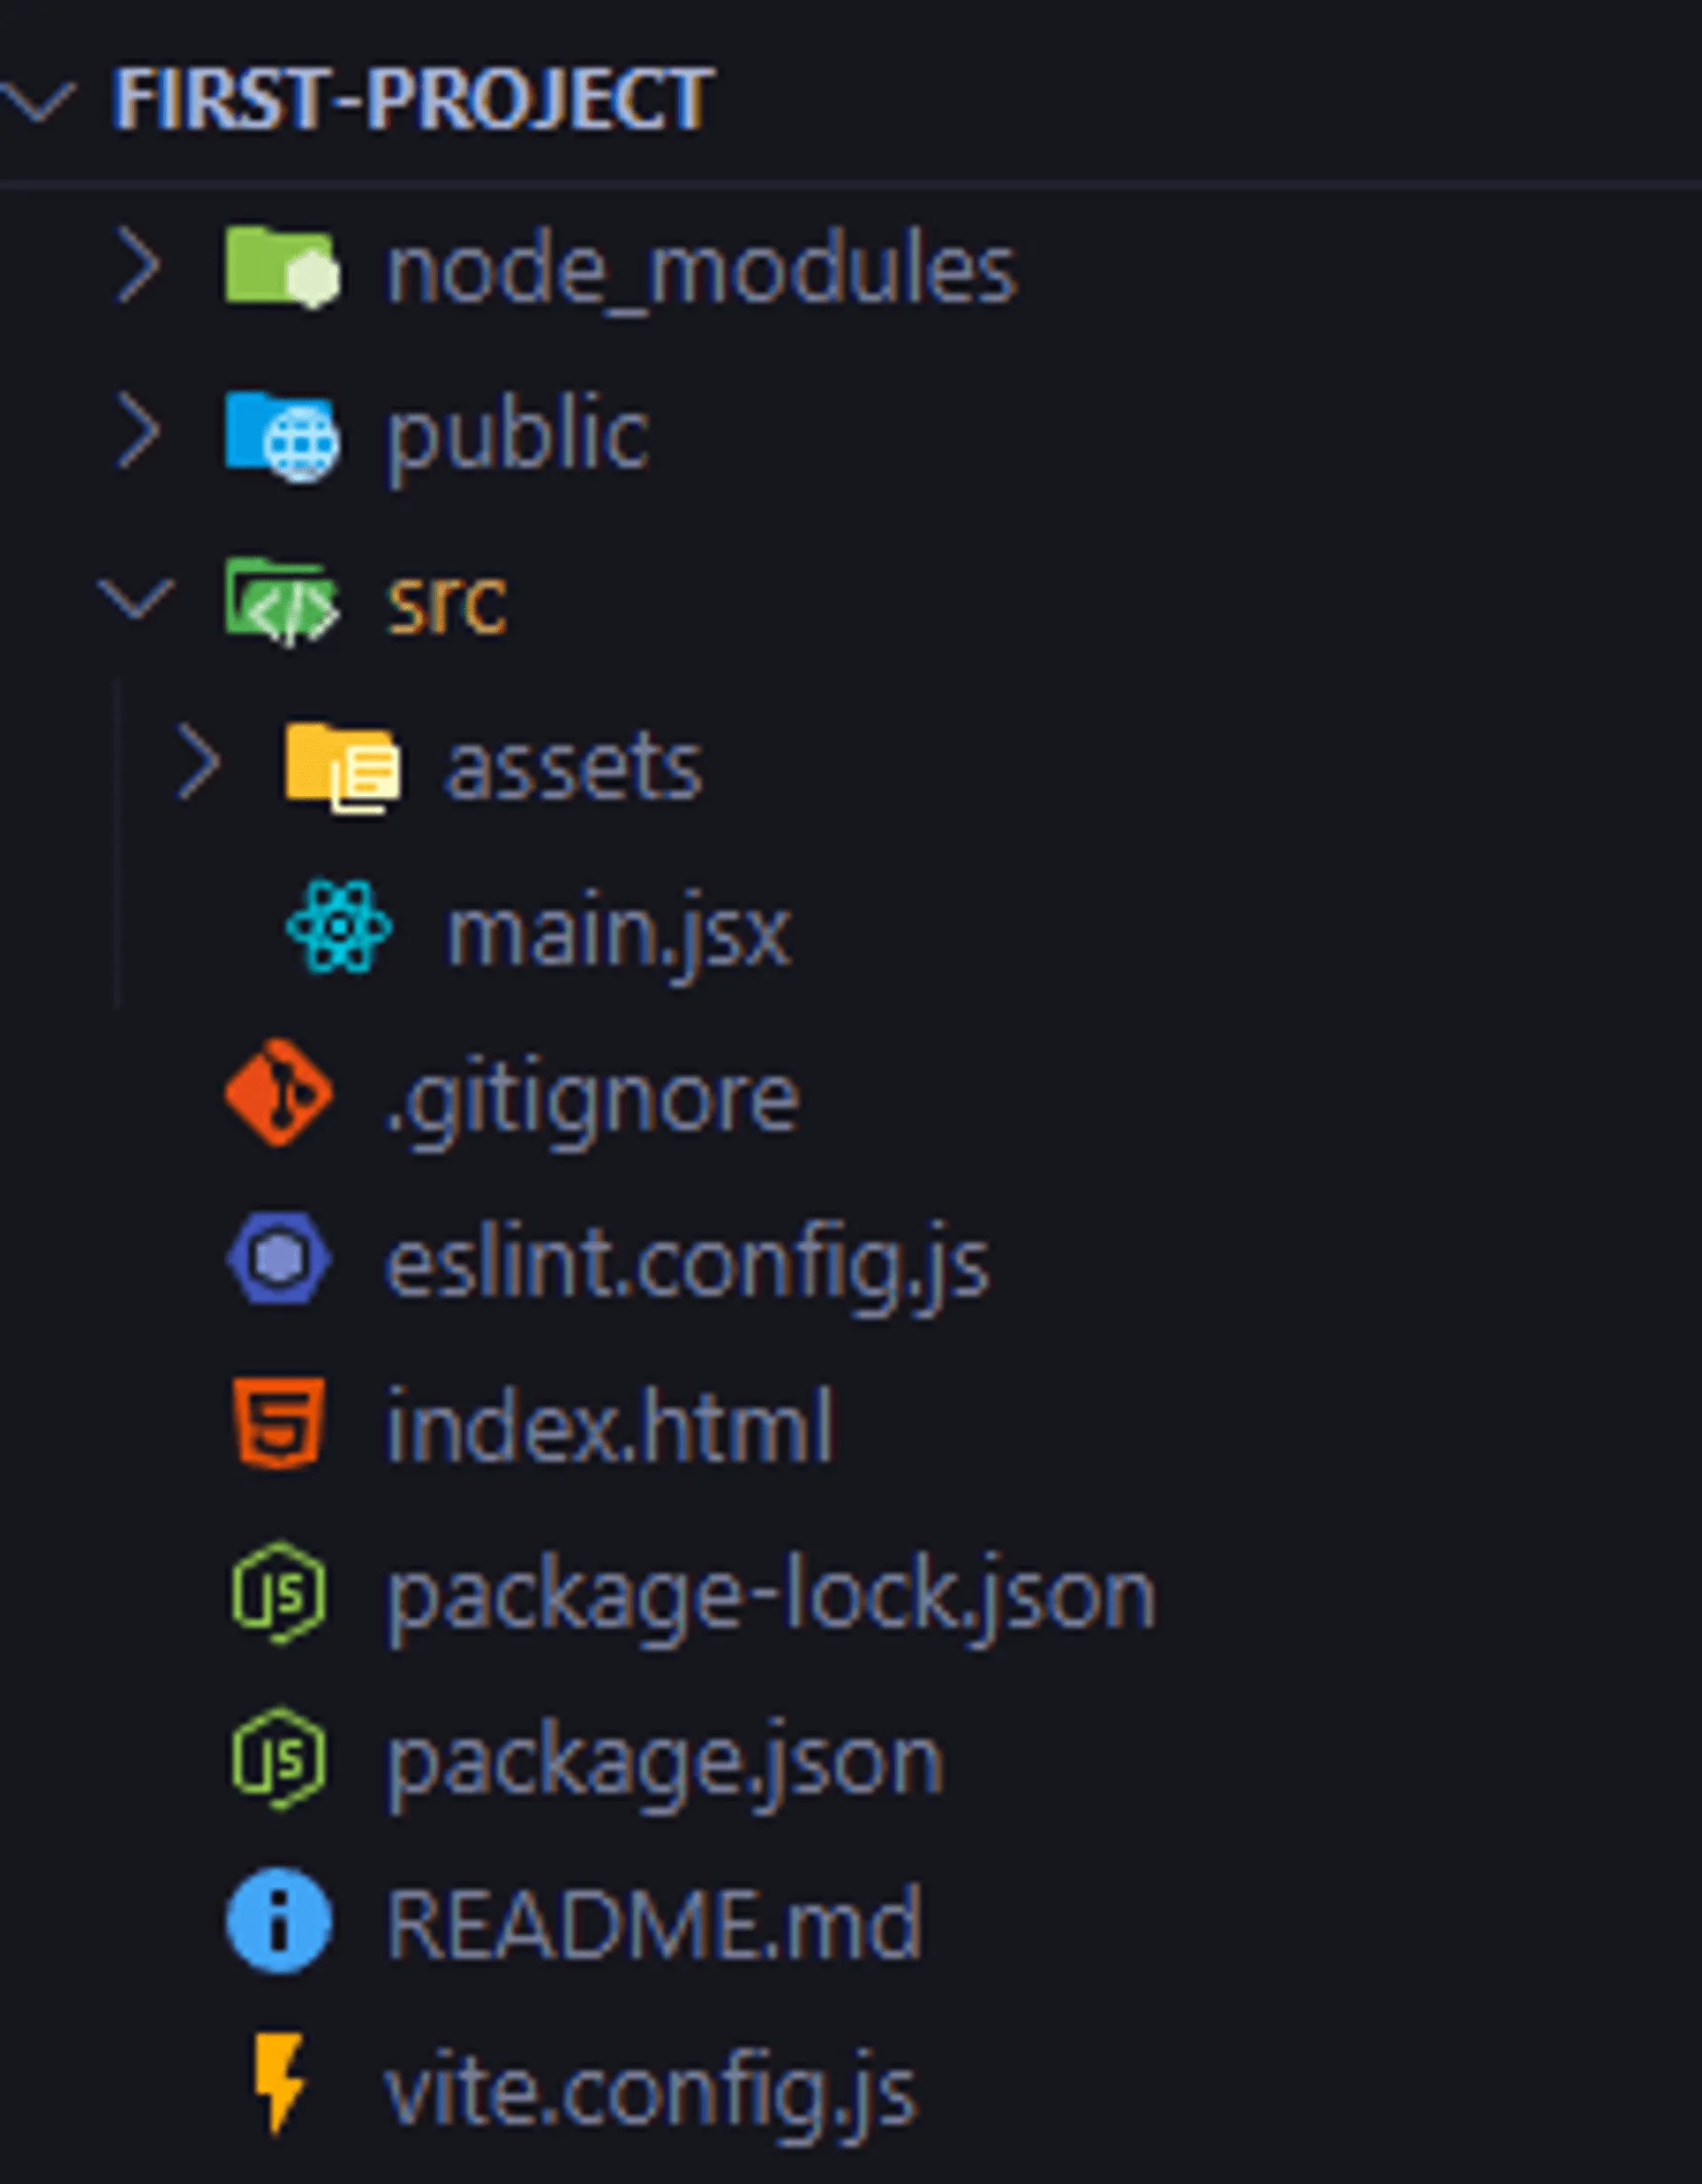 FIRST-PROJECT
node_modules
public
src
assets
main.jsx
.gitignore
eslint.config.js
index.html
package-lock.json
package.json
README.md
vite.config.js